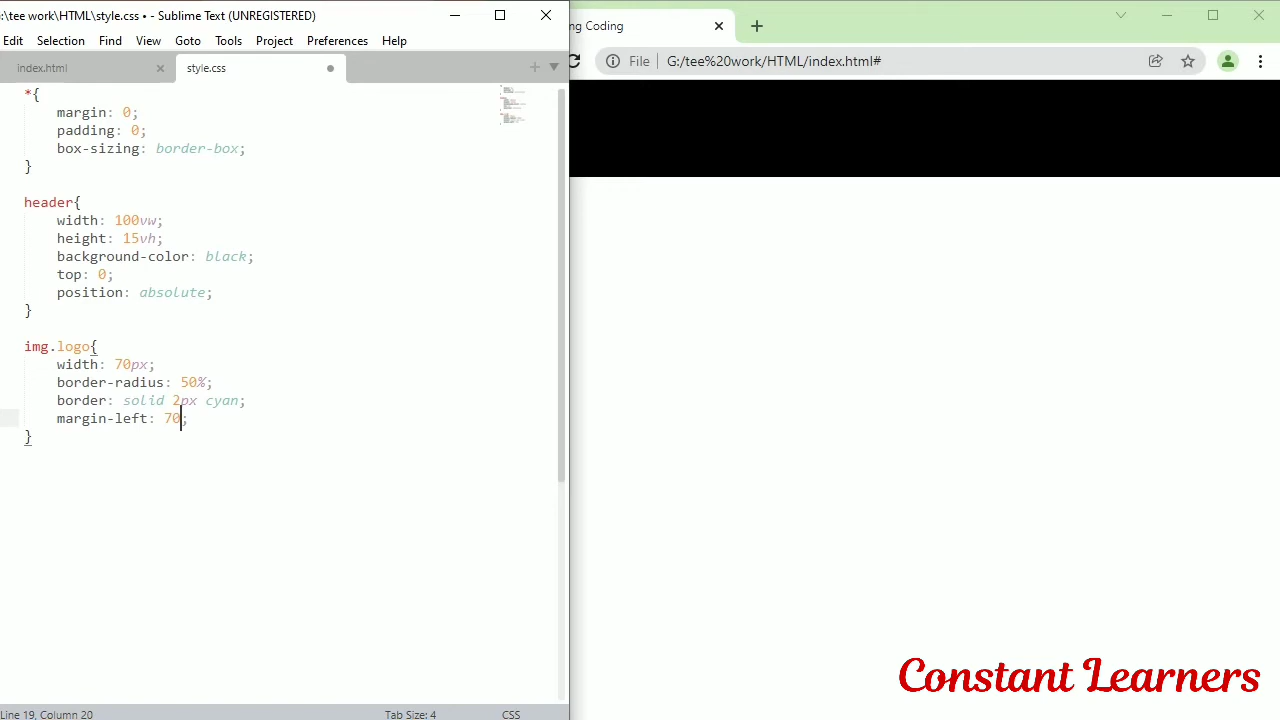 :\tee work\HTML\style.css • - Sublime Text (UNREGISTERED)
Edit Selection Find View Goto Tools Project Preferences Help
index.html
style.css
*{
margin: 0;
padding: 0;
box-sizing: border-box;
}
header{
width: 100vw;
height: 15vh;
background-color: black;
top: 0;
position: absolute;
}
img.logo{
width: 70px;
border-radius: 50%;
border: solid 2px cyan;
margin-left: 70;
}
Line 19, Column 20
Tab Size: 4
CSS
ng Coding
File
G:/tee%20work/HTML/index.html#
Constant Learners